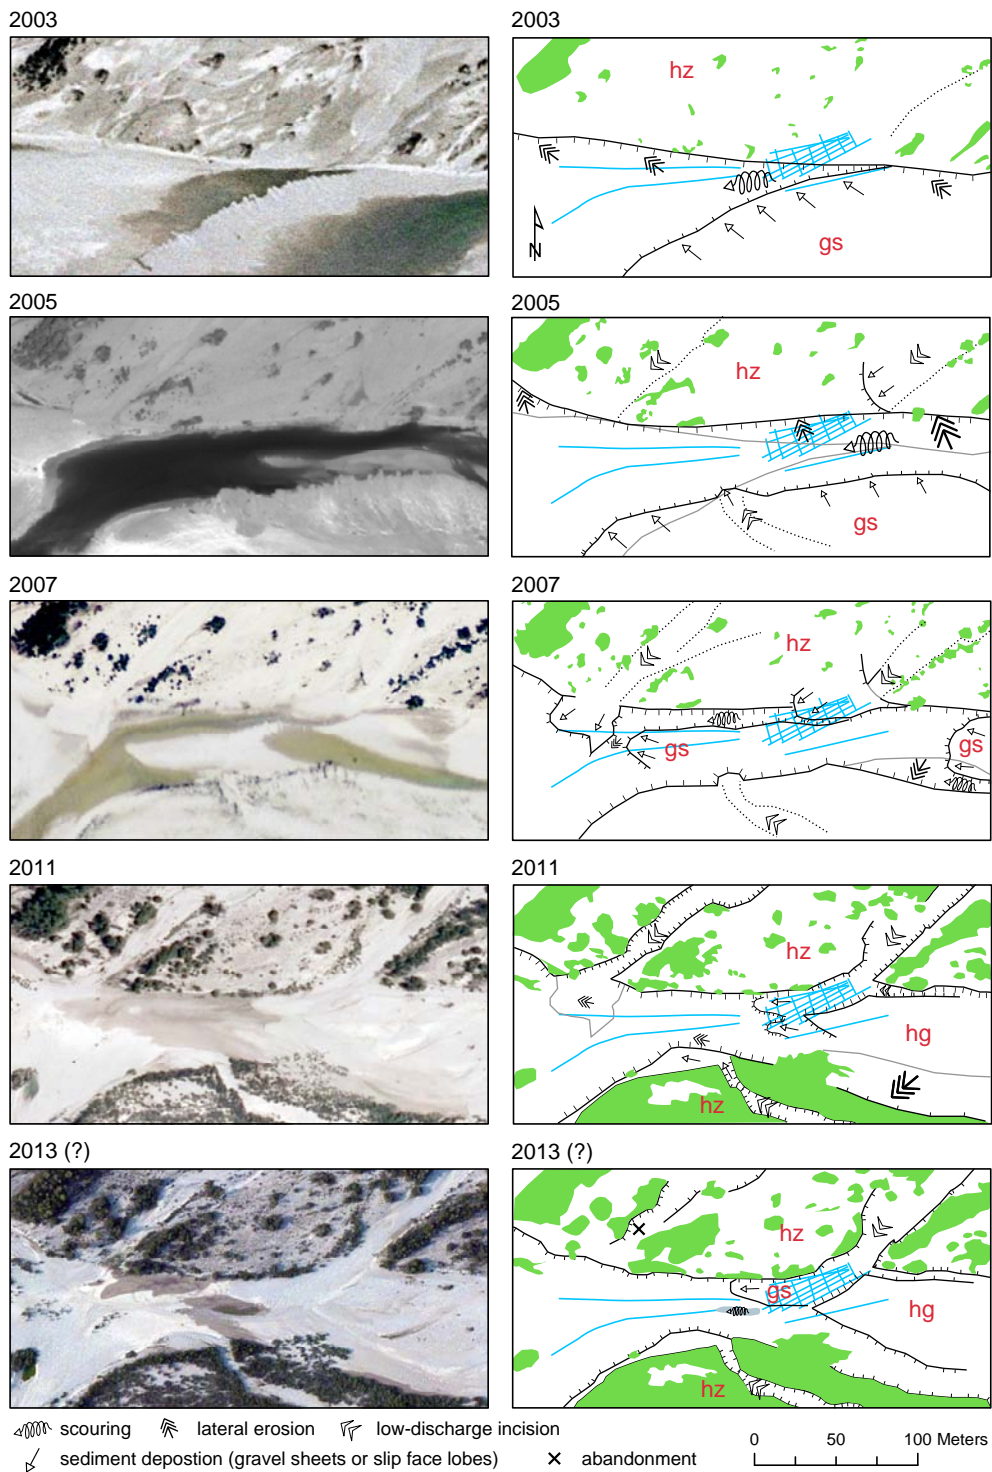 2003
2003
hz
gs
N
2005
2005
hz
gs
2007
2007
hz
gs
gs
2011
2011
hz
hg
hz
2013 (?)
2013 (?)
hz
gs
hg
hz
scouring
lateral erosion
low-discharge incision
sediment depostion (gravel sheets or slip face lobes)
abandonment
0 50 100 Meters